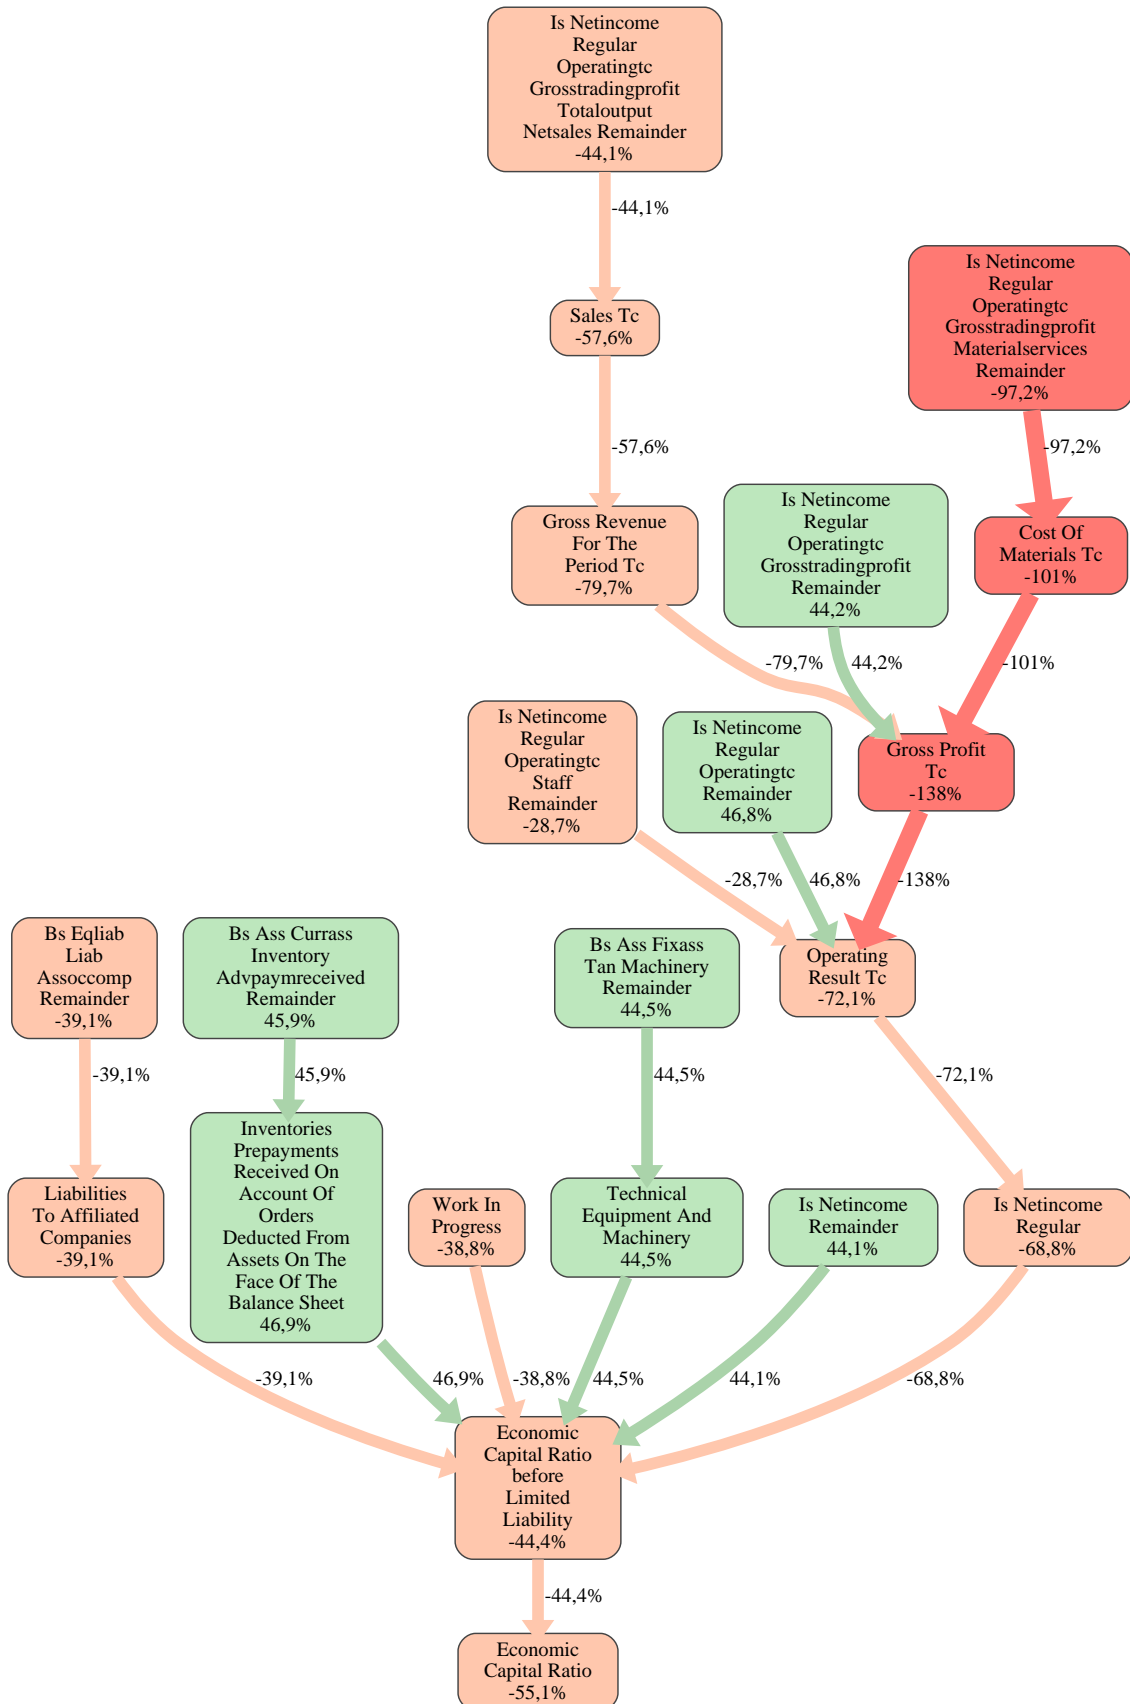 Is Netincome
Regular
Operatingtc
Grosstradingprofit
Totaloutput
Netsales Remainder
-44,1%
-44,1%
Is Netincome
Regular
Operatingtc
Grosstradingprofit
Materialservices
Remainder
-97,2%
Sales Tc
-57,6%
-57,6%
-97,2%
Is Netincome
Regular
Operatingtc
Grosstradingprofit
Remainder
44,2%
Gross Revenue
For The
Period Tc
-79,7%
Cost Of
Materials Tc
-101%
-79,7%
44,2%
-101%
Is Netincome
Regular
Operatingtc
Staff
Remainder
-28,7%
Is Netincome
Regular
Operatingtc
Remainder
46,8%
Gross Profit
Tc
-138%
-28,7%
46,8%
-138%
Bs Eqliab
Liab
Assoccomp
Remainder
-39,1%
Bs Ass Currass
Inventory
Advpaymreceived
Remainder
45,9%
Bs Ass Fixass
Tan Machinery
Remainder
44,5%
Operating
Result Tc
-72,1%
-39,1%
45,9%
44,5%
-72,1%
Liabilities
To Affiliated
Companies
-39,1%
Inventories
Prepayments
Received On
Account Of
Orders
Deducted From
Assets On The
Face Of The
Balance Sheet
46,9%
Work In
Progress
-38,8%
Technical
Equipment And
Machinery
44,5%
Is Netincome
Remainder
44,1%
Is Netincome
Regular
-68,8%
-39,1%
46,9%
-38,8%
44,5%
44,1%
-68,8%
Economic
Capital Ratio
before
Limited
Liability
-44,4%
-44,4%
Economic
Capital Ratio
-55,1%